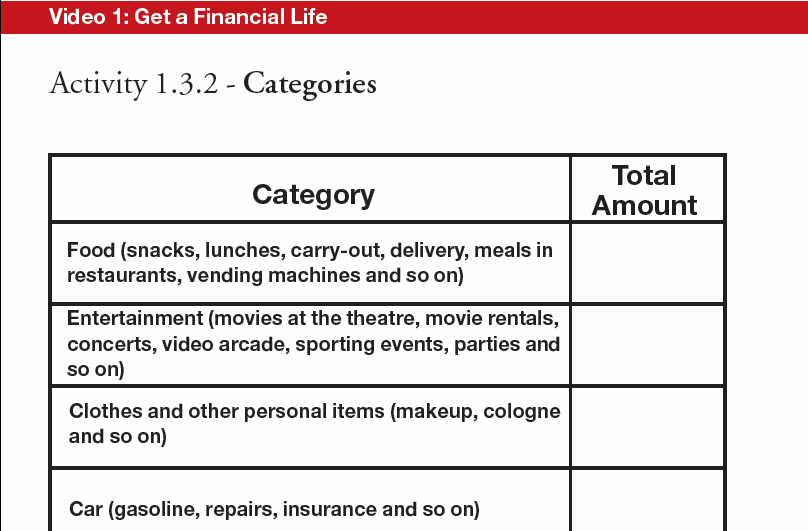 Video 1: Get a Financial Life
Activity 1.3.2 - Categories
Category
Total
Amount
Food (snacks, lunches, carry-out, delivery, meals in
restaurants, vending machines and so on)
Entertainment (movies at the theatre, movie rentals,
concerts, video arcade, sporting events, parties and
so on)
Clothes and other personal items (makeup, cologne
and so on)
Car (gasoline, repairs, insurance and so on)